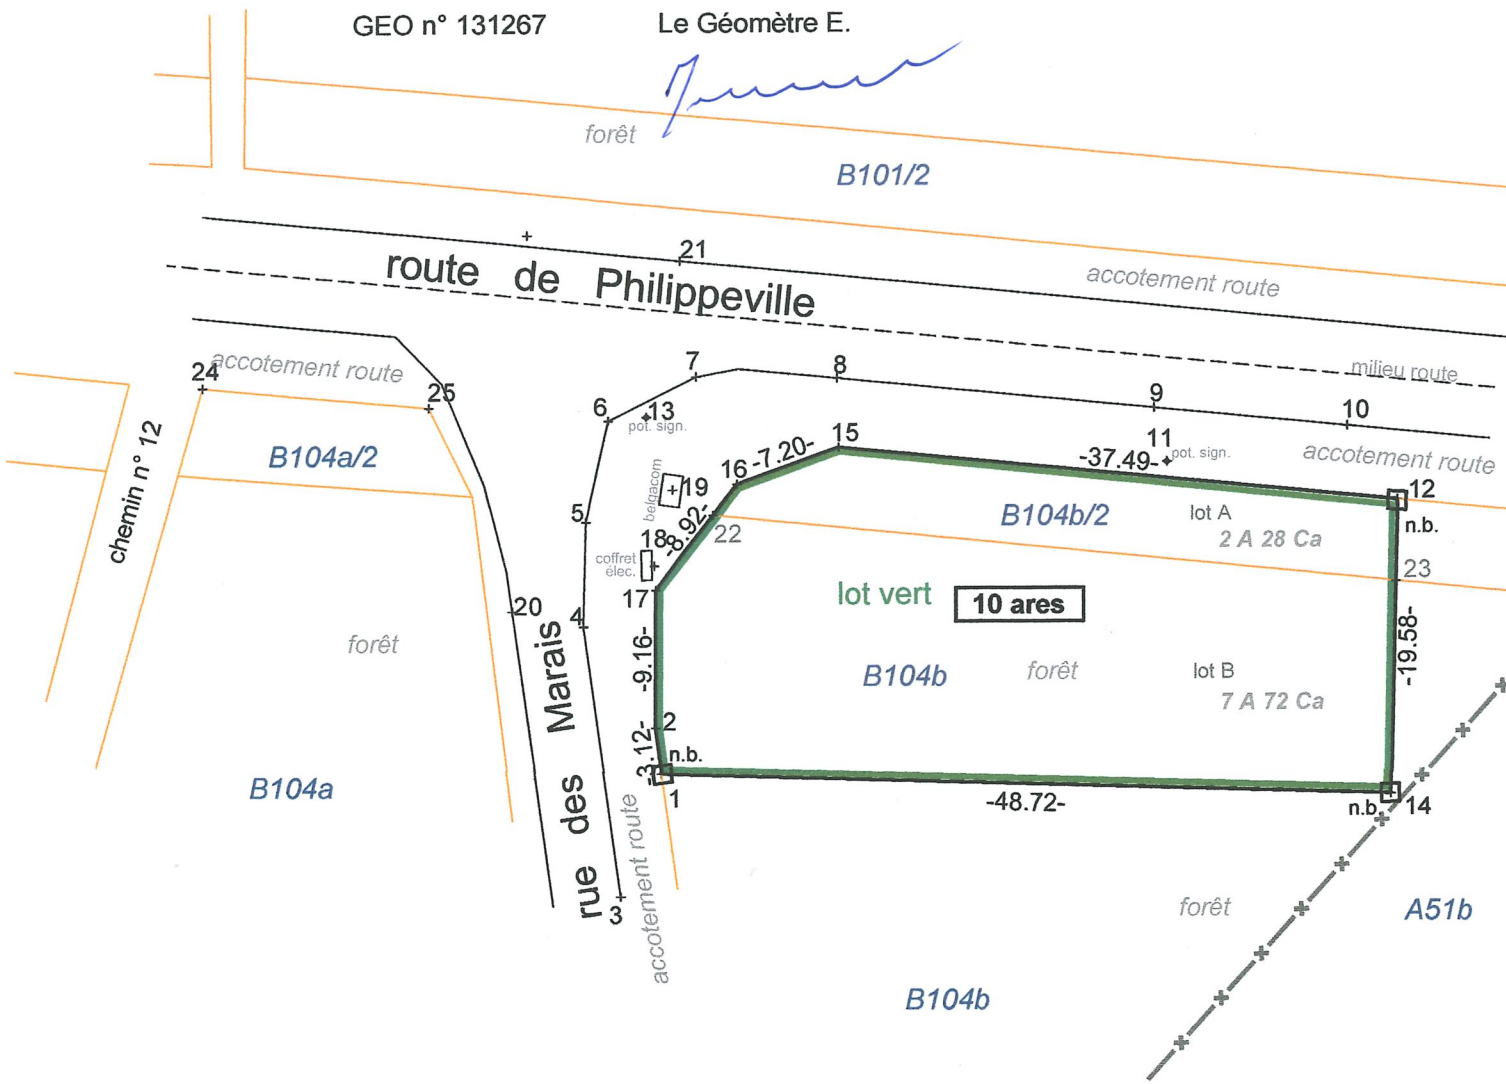 GEO n° 131267
Le Géomètre E.
forêt
B101/2
21
route de Philippeville
accotement route
milieu route
accotement route
24
25
7
8
9
10
6
13
pot. sign.
15
11
pot. sign.
accotement route
-7.20-
-37.49-
chemin n° 12
B104a/2
16
12
n.b.
belgacom
19
5
-8.92-
22
B104b/2
lot A
2 A 28 Ca
18
coffret
élec.
23
17
lot vert
10 ares
20
4
forêt
-9.16-
-19.58-
B104b
forêt
lot B
7 A 72 Ca
rue des Marais
2
-3.12-
n.b.
1
B104a
-48.72-
n.b.
14
accotement route
3
forêt
A51b
B104b